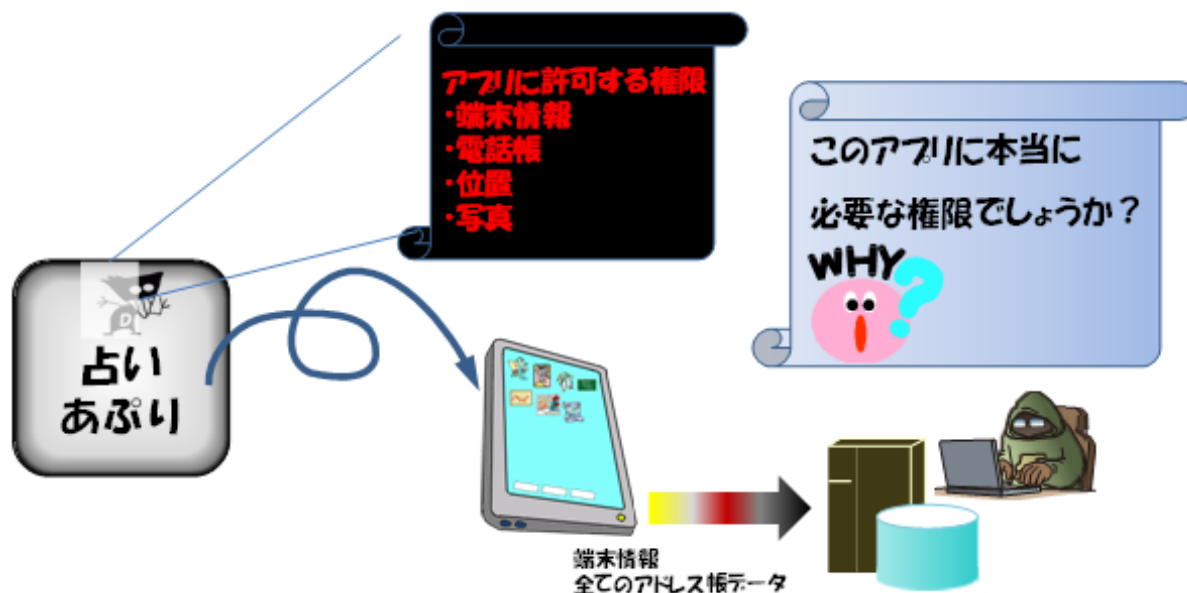 アプリに許可する権限
・端末情報
・電話帳
・位置
・写真
このアプリに本当に
必要な権限でしょうか?
WHY?
D
占い
あぷり
端末情報
全てのアドレス帳データ